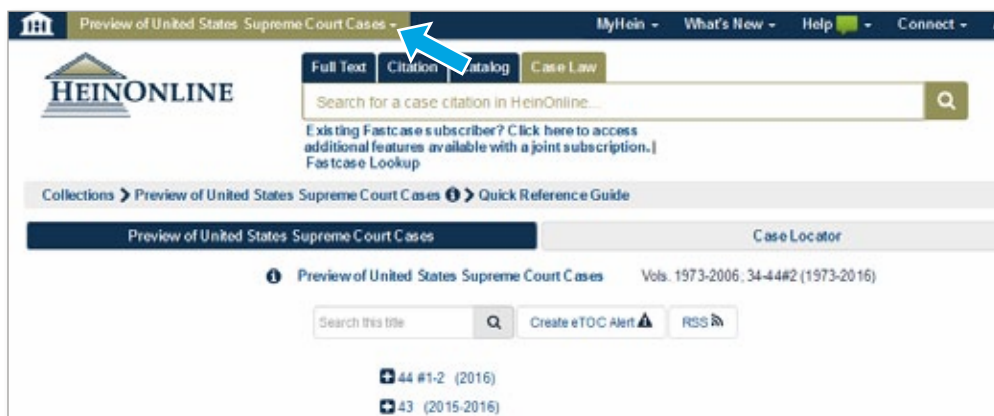 Preview of United States Supreme Court Cases MyHein What's New Help Connect
HEINONLINE
Full Text Citation Catalog Case Law
Search for a case citation in HeinOnline...
Existing Fastcase subscriber? Click here to access
additional features available with a joint subscription. |
Fastcase Lookup
Collections > Preview of United States Supreme Court Cases > Quick Reference Guide
Preview of United States Supreme Court Cases Case Locator
Preview of United States Supreme Court Cases Vols. 1973-2006; 34-44#2 (1973-2016)
Search this title Create eTOC Alert RSS
44 #1-2 (2016)
43 (2015-2016)